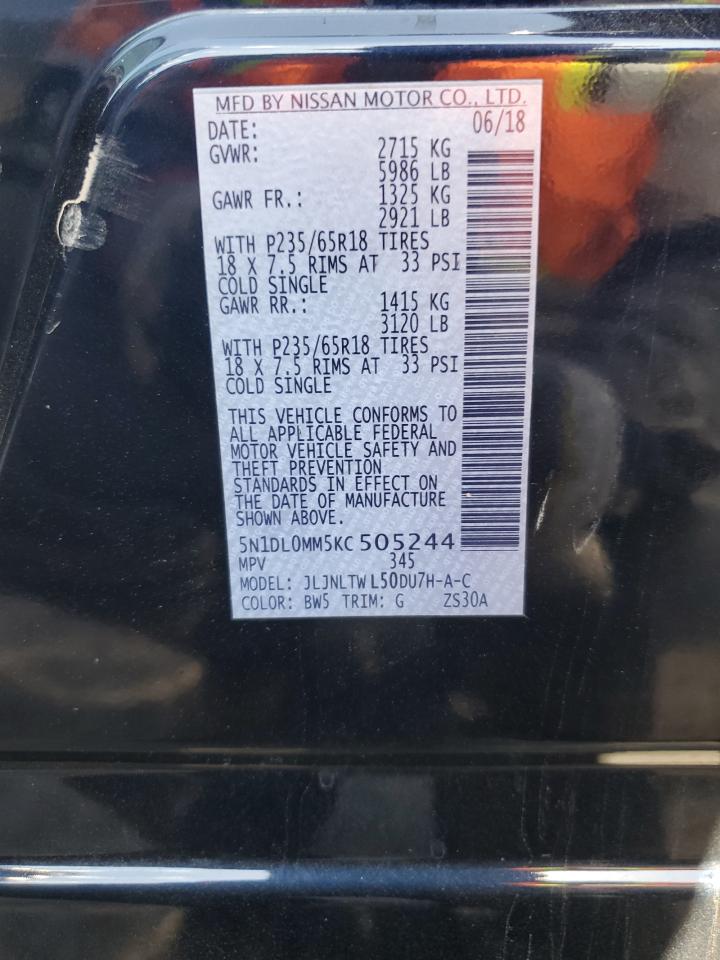 MFD BY NISSAN MOTOR CO., LTD.
DATE: 06/18
GVWR: 2715 KG
5986 LB
GAWR FR.: 1325 KG
2921 LB
WITH P235/65R18 TIRES
18 X 7.5 RIMS AT 33 PSI
COLD SINGLE
GAWR RR.: 1415 KG
3120 LB
WITH P235/65R18 TIRES
18 X 7.5 RIMS AT 33 PSI
COLD SINGLE
THIS VEHICLE CONFORMS TO
ALL APPLICABLE FEDERAL
MOTOR VEHICLE SAFETY AND
THEFT PREVENTION
STANDARDS IN EFFECT ON
THE DATE OF MANUFACTURE
SHOWN ABOVE.
5N1DL0MM5KC 505244
MPV 345
MODEL: JLJNLTW L50DU7H-A-C
COLOR: BW5 TRIM: G ZS30A